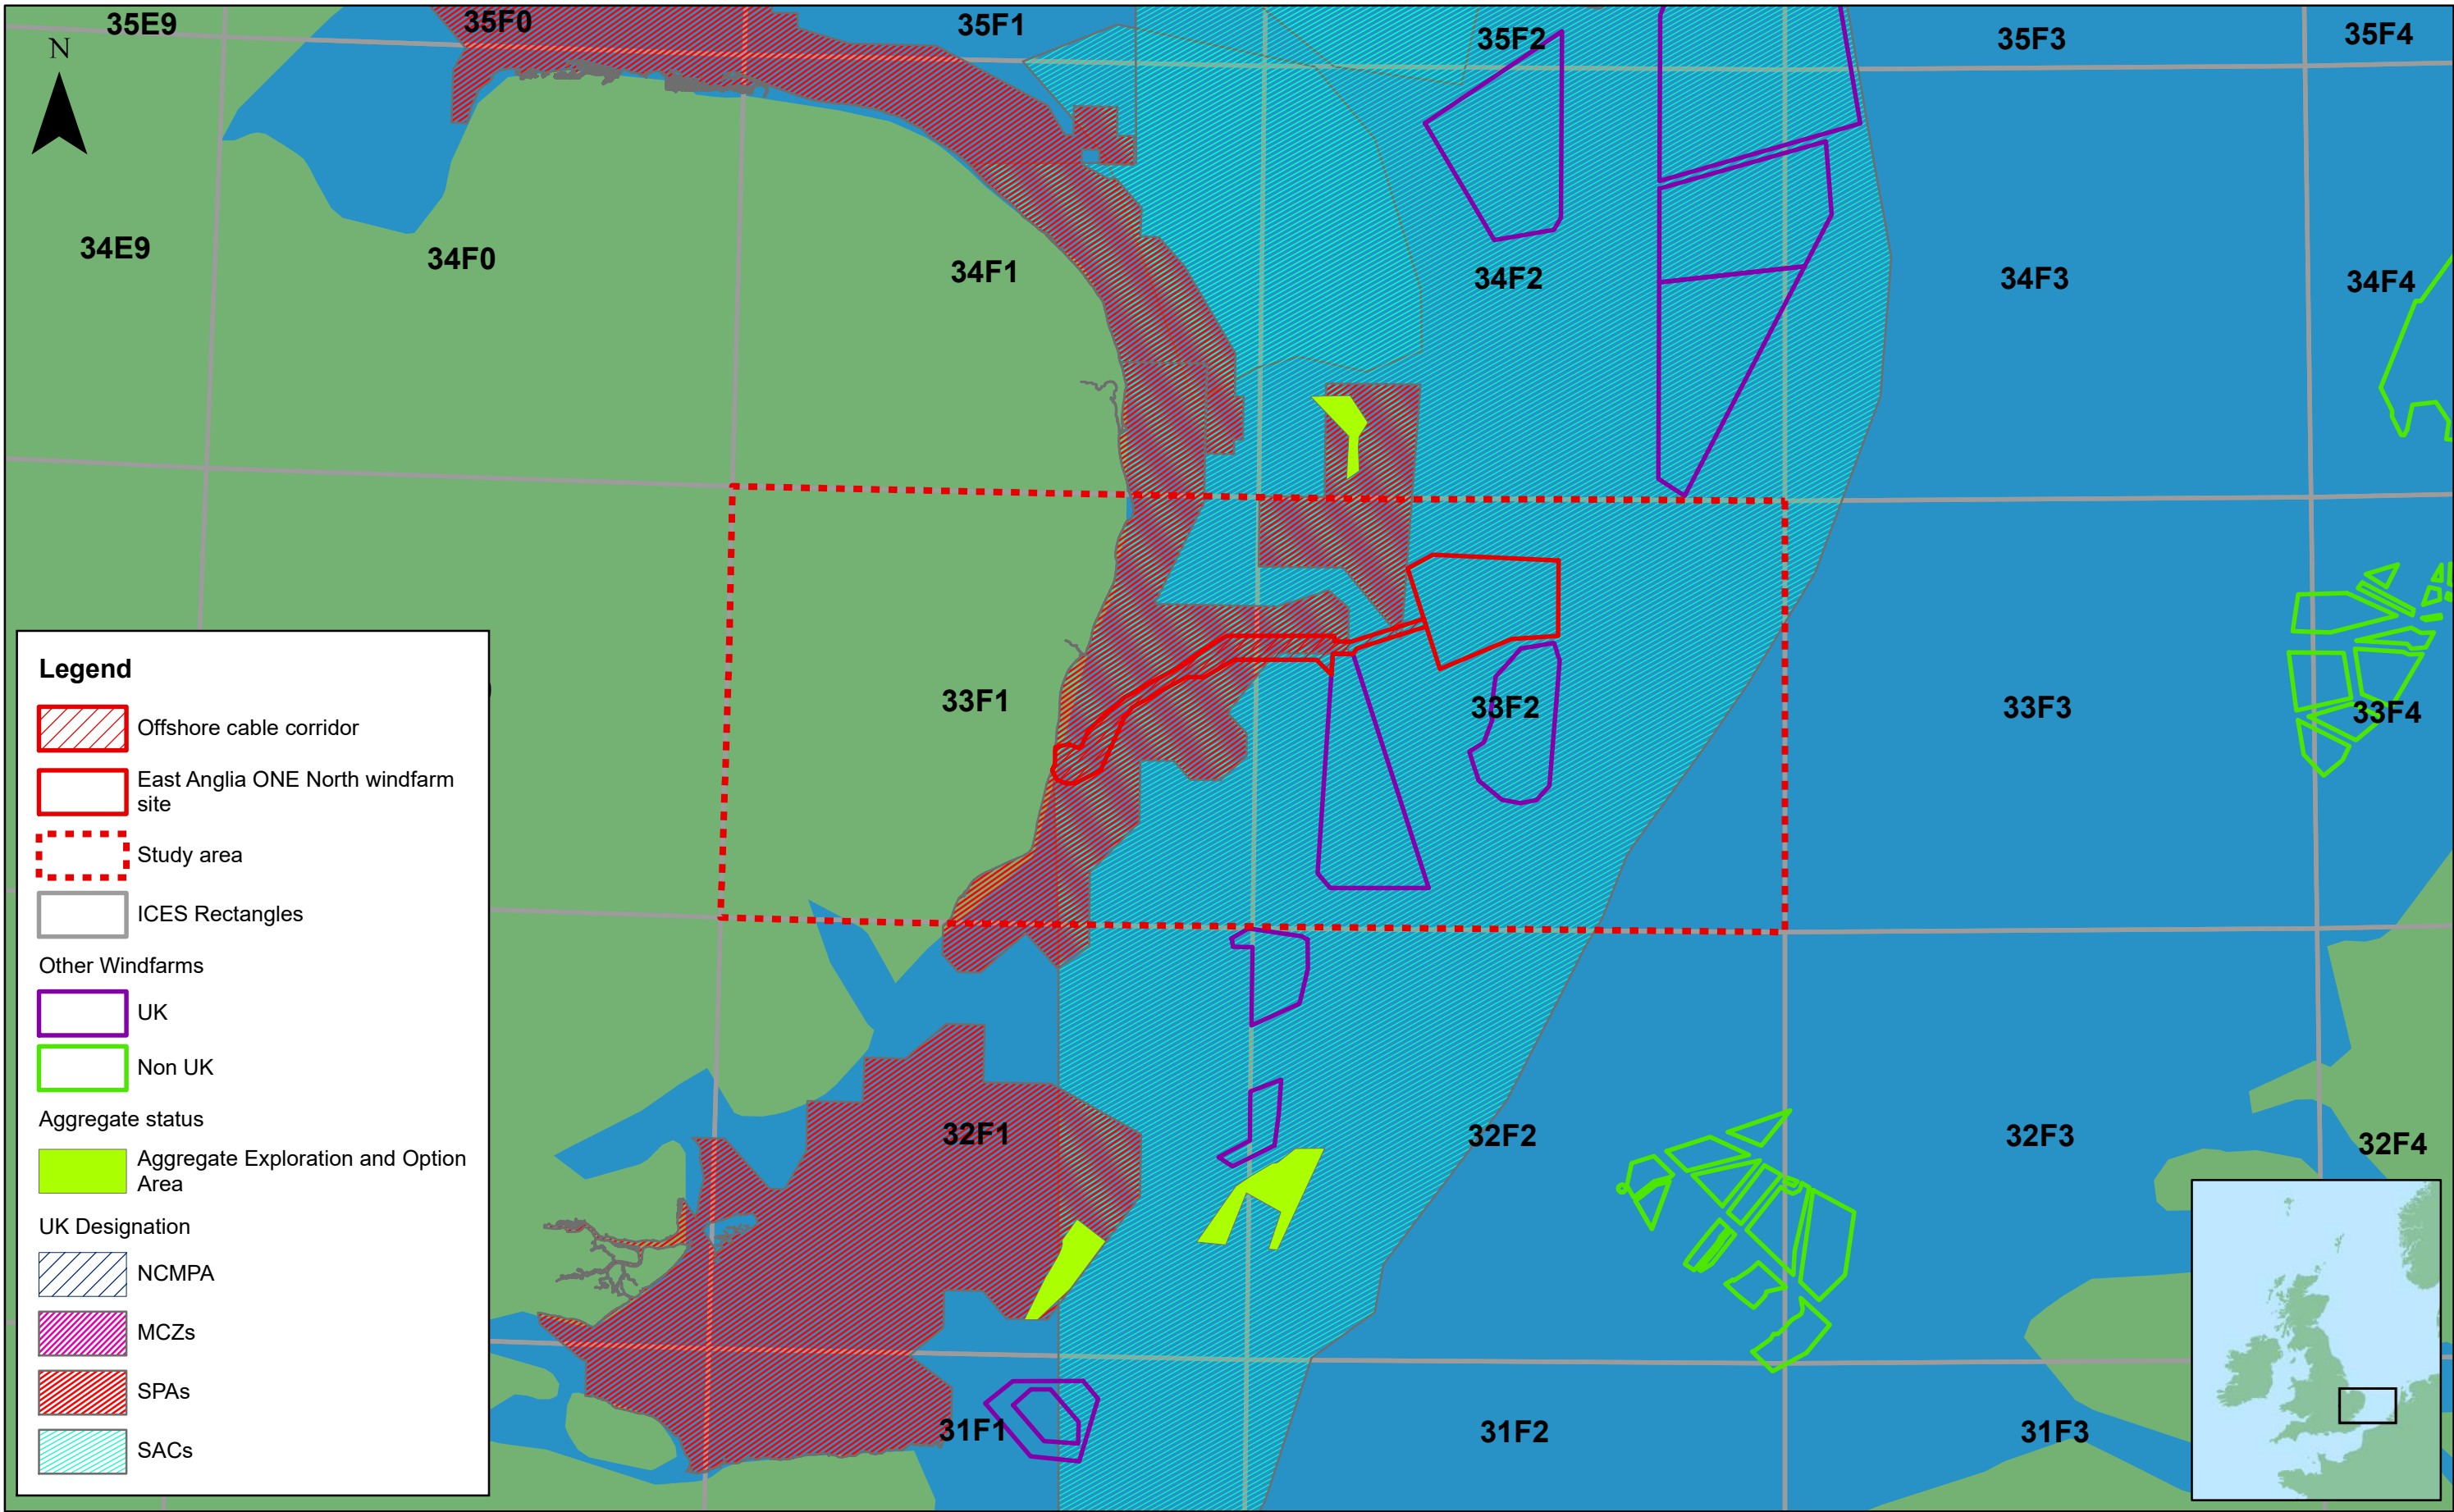 35E9
35F0
35F1
35F2
35F3
35F4
N
34E9
34F0
34F1
34F2
34F3
34F4
33F1
33F2
33F3
33F4
32F1
32F2
32F3
32F4
31F1
31F2
31F3
Legend
Offshore cable corridor
East Anglia ONE North windfarm
site
Study area
ICES Rectangles
Other Windfarms
UK
Non UK
Aggregate status
Aggregate Exploration and Option
Area
UK Designation
NCMPA
MCZs
SPAs
SACs